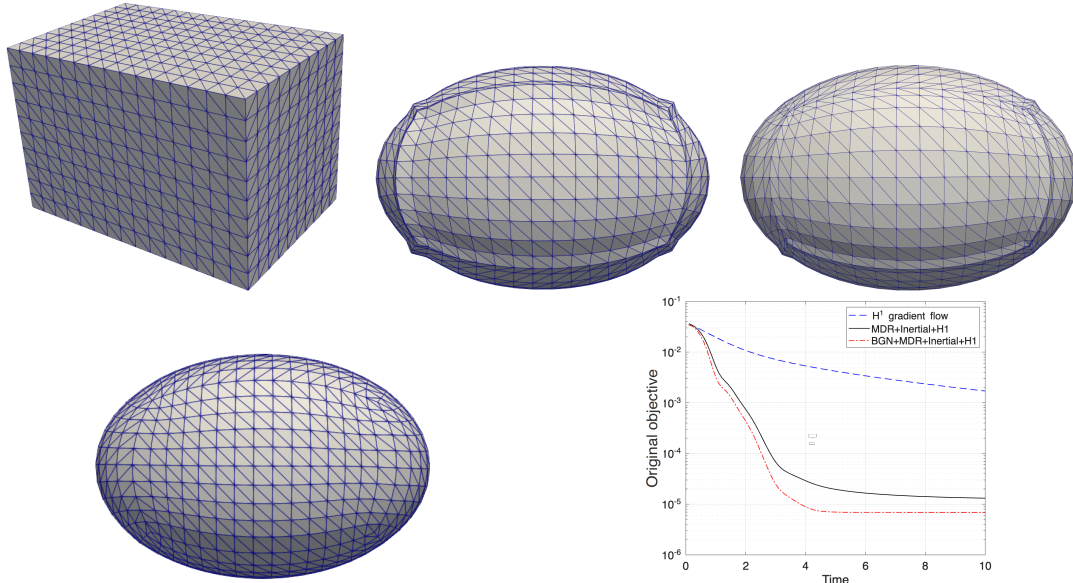 10⁻¹
10⁻²
10⁻³
10⁻⁴
10⁻⁵
10⁻⁶
Original objective
H¹ gradient flow
MDR+Inertial+H1
BGN+MDR+Inertial+H1
0 2 4 6 8 10
Time